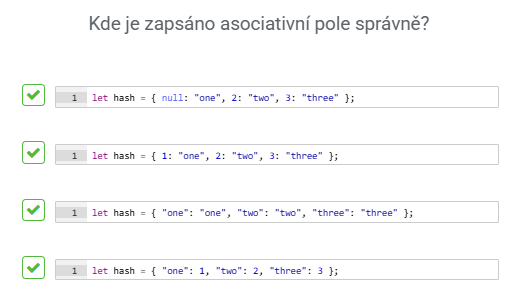 Kde je zapsáno asociativní pole správně?
1 let hash = { null: "one", 2: "two", 3: "three" };
1 let hash = { 1: "one", 2: "two", 3: "three" };
1 let hash = { "one": "one", "two": "two", "three": "three" };
1 let hash = { "one": 1, "two": 2, "three": 3 };